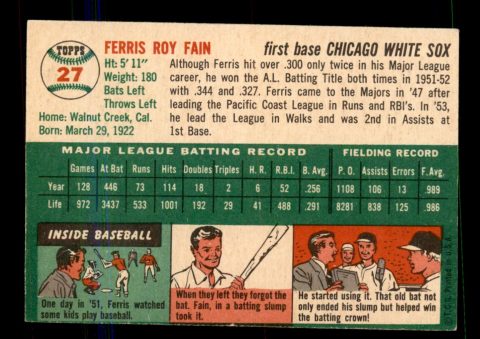 TOPPS
27
FERRIS ROY FAIN
first base CHICAGO WHITE SOX
Ht: 5' 11"
Weight: 180
Bats Left
Throws Left
Home: Walnut Creek, Cal.
Born: March 29, 1922
Although Ferris hit over .300 only twice in his Major League
career, he won the A.L. Batting Title both times in 1951-52
with .344 and .327. Ferris came to the Majors in '47 after
leading the Pacific Coast League in Runs and RBI's. In '53,
he lead the League in Walks and was 2nd in Assists at
1st Base.
MAJOR LEAGUE BATTING RECORD FIELDING RECORD
Games At Bat Runs Hits Doubles Triples H. R. R.B.I. B. Avg. P. O. Assists Errors F. Avg.
Year 128 446 73 114 18 2 6 52 .256 1108 106 13 .989
Life 972 3437 533 1001 192 29 41 488 .291 8281 838 125 .986
INSIDE BASEBALL
One day in '51, Ferris watched
some kids play baseball.
When they left they forgot the
bat. Fain, in a batting slump
took it.
He started using it. That old bat not
only ended his slump but helped win
the batting crown!
©T.C.G. Printed in U.S.A.